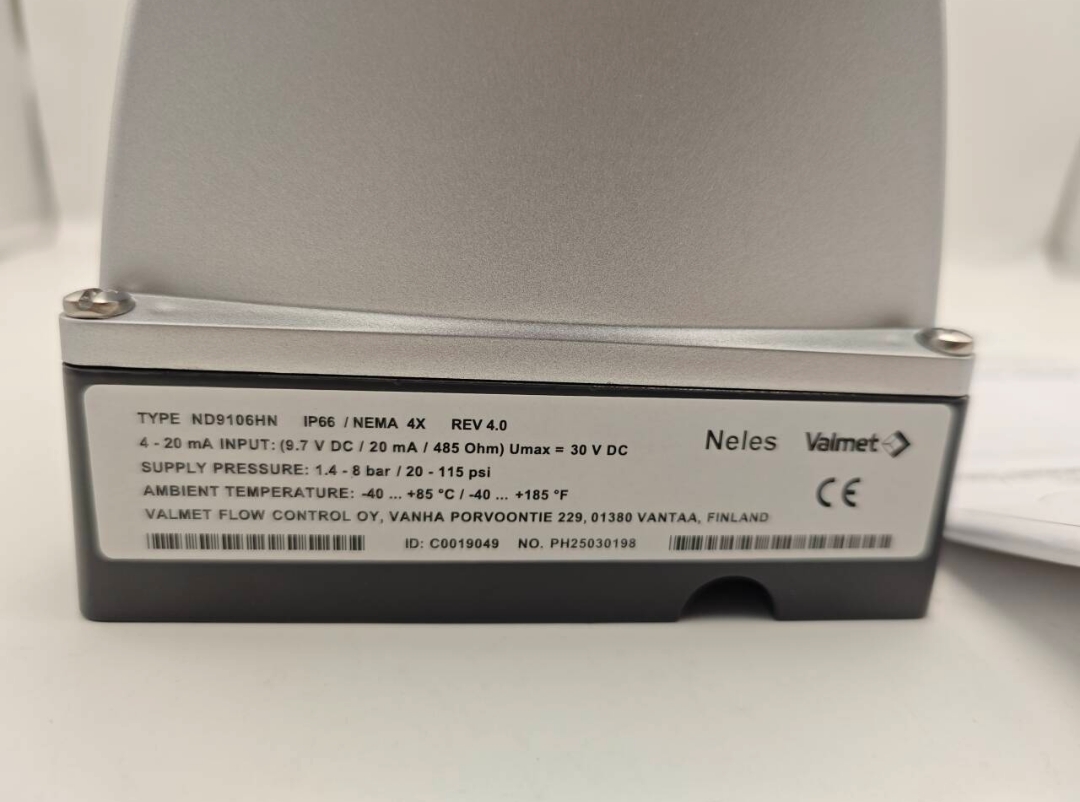 TYPE ND9106HN IP66 / NEMA 4X REV 4.0
4 - 20 mA INPUT: (9.7 V DC / 20 mA / 485 Ohm) Umax = 30 V DC
SUPPLY PRESSURE: 1.4 - 8 bar / 20 - 115 psi
AMBIENT TEMPERATURE: -40 ... +85 °C / -40 ... +185 °F
VALMET FLOW CONTROL OY, VANHA PORVOONTIE 229, 01380 VANTAA, FINLAND
ID: C0019049 NO. PH25030198
Neles Valmet
CE